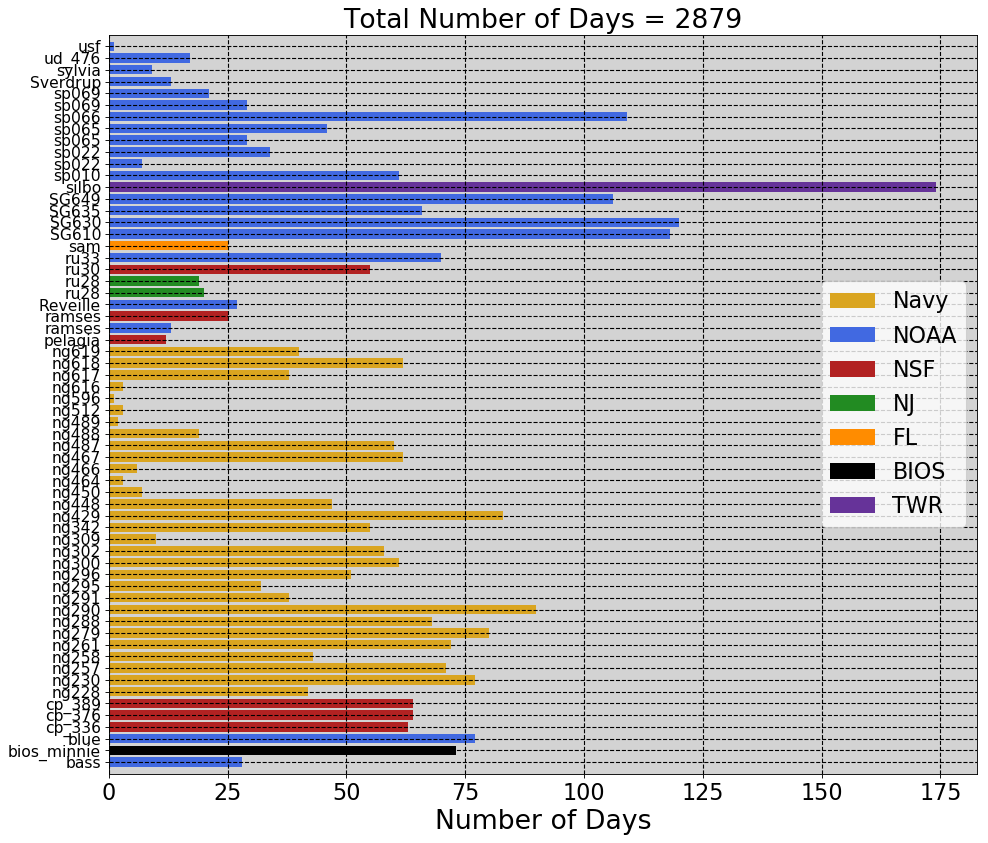 Total Number of Days = 2879
usf
ud_476
sylvia
Sverdrup
sp069
sb069
sp066
sp065
sb065
sp022
sb022
sp010
silbo
SG649
SG635
SG630
SG610
sam
ru33
ru30
ru28
ru28
Reveille
ramses
ramses
pelagia
ng619
ng618
ng617
ng616
ng596
ng512
ng489
ng488
ng487
ng467
ng466
ng464
ng450
ng448
ng429
ng342
ng309
ng302
ng300
ng296
ng295
ng291
ng290
ng288
ng279
ng261
ng258
ng257
ng230
ng228
cp_389
cp_376
cp_336
blue
bios_minnie
bass
Navy
NOAA
NSF
NJ
FL
BIOS
TWR
0 25 50 75 100 125 150 175
Number of Days